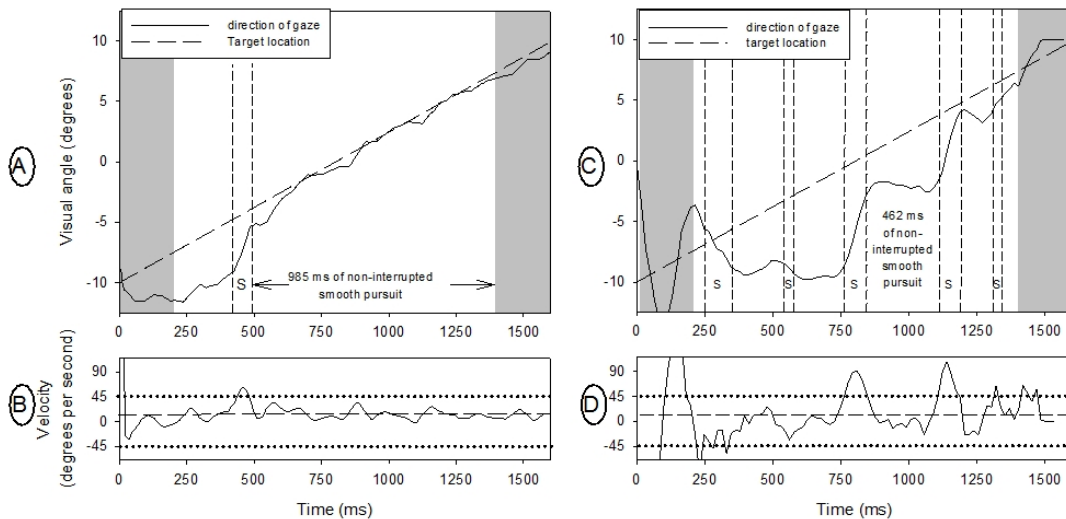 direction of gaze
Target location
10
5
0
-5
-10
Visual angle (degrees)
A
S
985 ms of non-interrupted
smooth pursuit
0 250 500 750 1000 1250 1500
90
45
0
-45
Velocity
(degrees per second)
B
0 250 500 750 1000 1250 1500
Time (ms)
direction of gaze
target location
10
5
0
-5
-10
C
462 ms
of non-
interrupted
smooth
pursuit
S S S S S
0 250 500 750 1000 1250 1500
90
45
0
-45
D
0 250 500 750 1000 1250 1500
Time (ms)